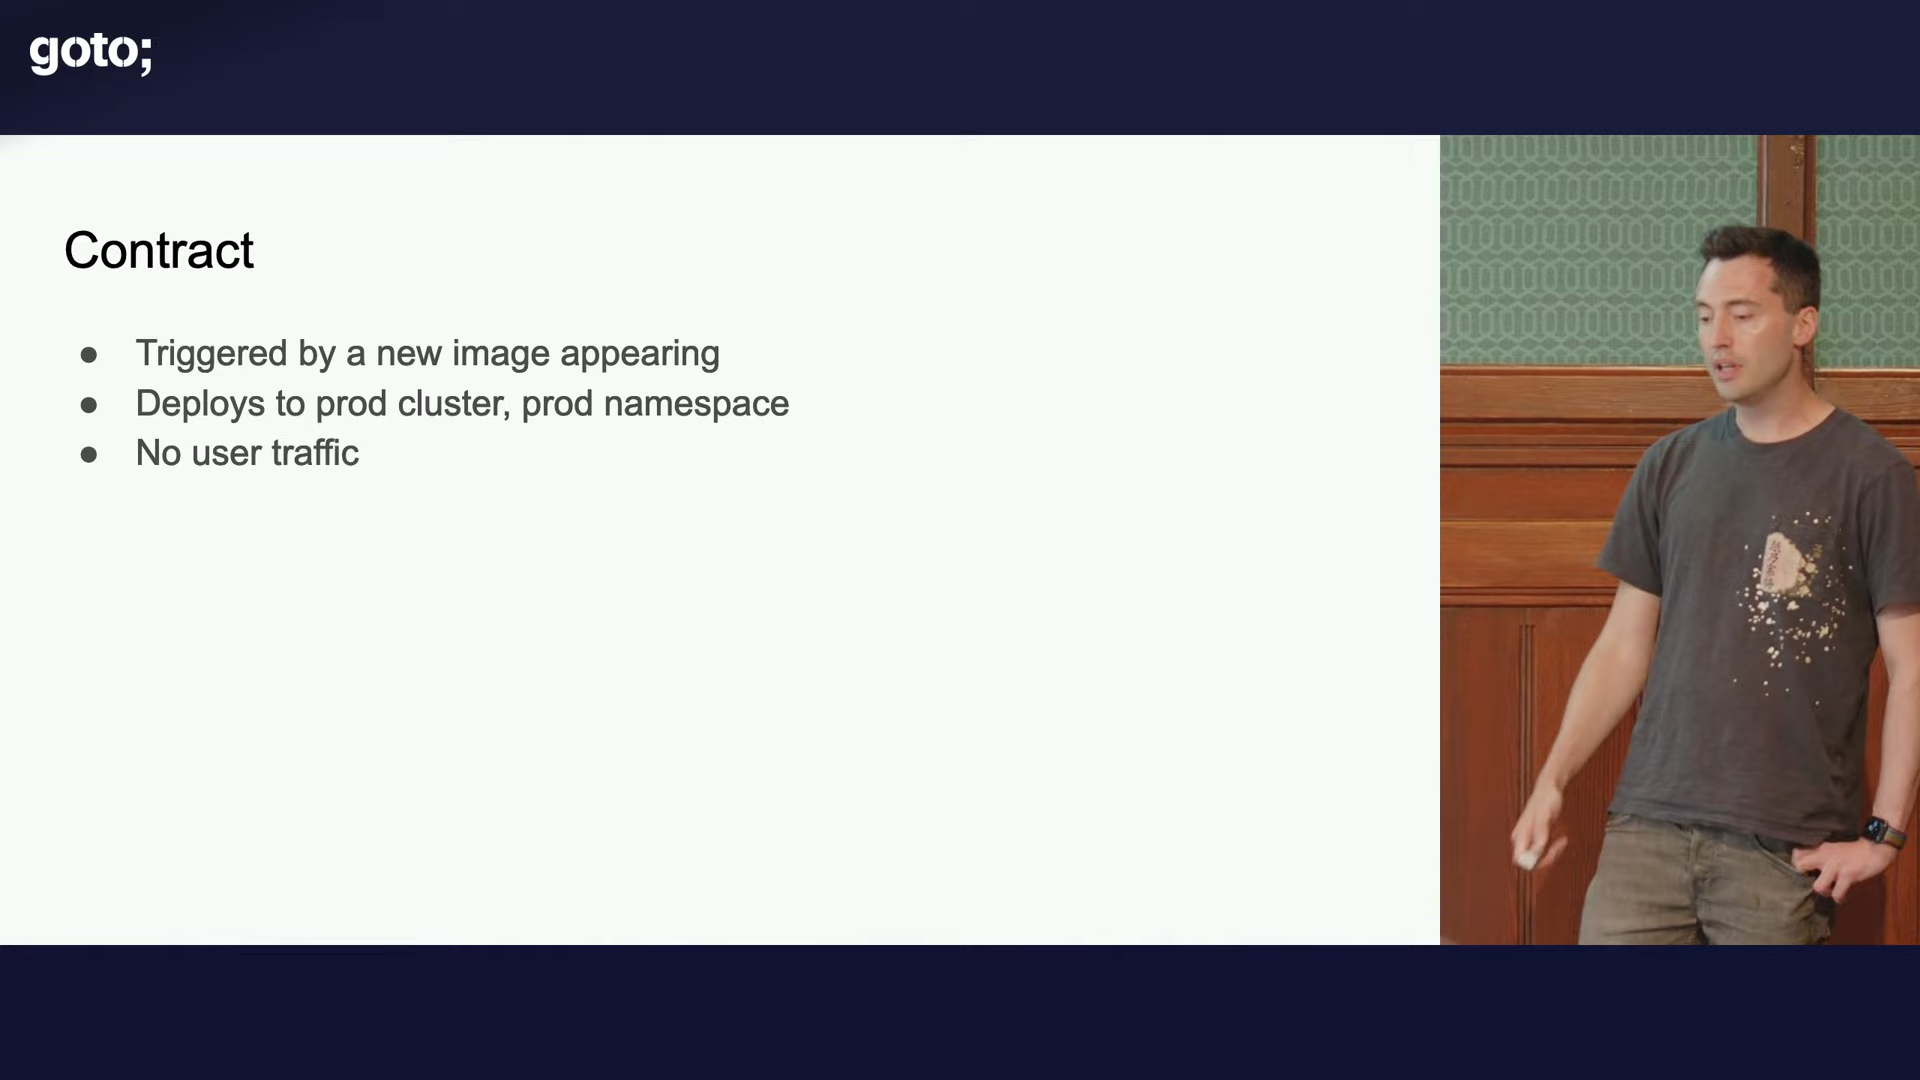 goto;
Contract
● Triggered by a new image appearing
● Deploys to prod cluster, prod namespace
● No user traffic